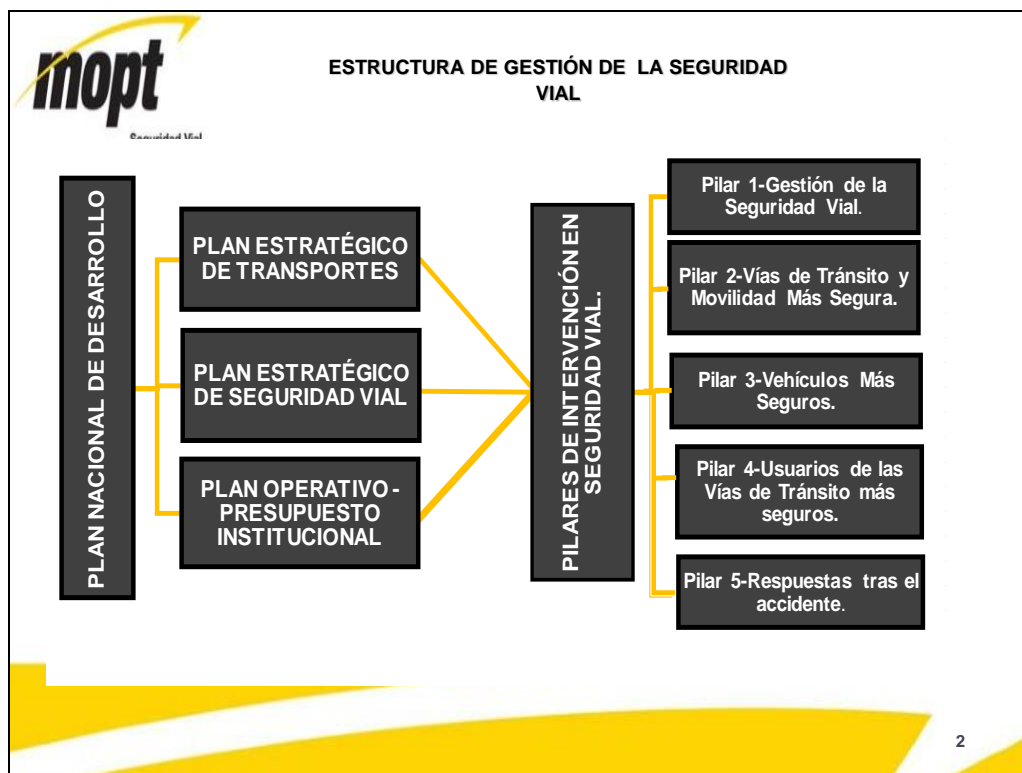 mopt
Seguridad Vial
ESTRUCTURA DE GESTIÓN DE LA SEGURIDAD
VIAL
PLAN NACIONAL DE DESARROLLO
PLAN ESTRATÉGICO
DE TRANSPORTES
PLAN ESTRATÉGICO
DE SEGURIDAD VIAL
PLAN OPERATIVO -
PRESUPUESTO
INSTITUCIONAL
PILARES DE INTERVENCIÓN EN
SEGURIDAD VIAL.
Pilar 1-Gestión de la
Seguridad Vial.
Pilar 2-Vías de Tránsito y
Movilidad Más Segura.
Pilar 3-Vehículos Más
Seguros.
Pilar 4-Usuarios de las
Vías de Tránsito más
seguros.
Pilar 5-Respuestas tras el
accidente.
2